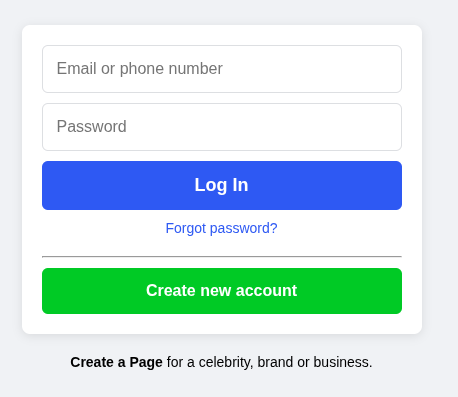 Email or phone number
Password
Log In
Forgot password?
Create new account
Create a Page for a celebrity, brand or business.